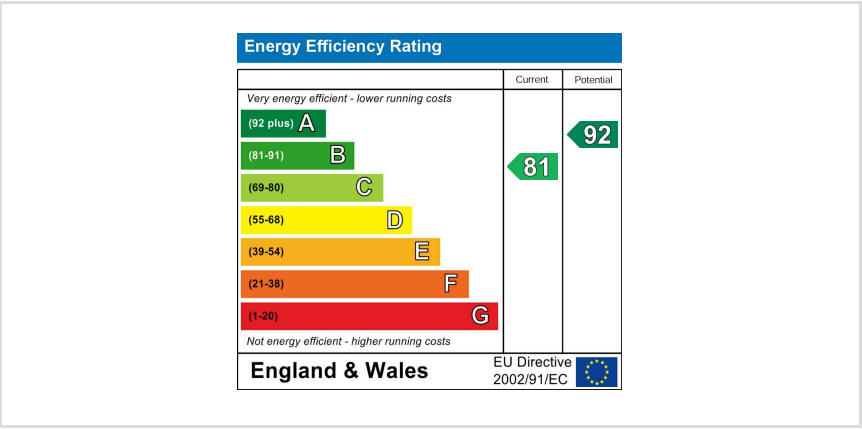 Energy Efficiency Rating
Current Potential
Very energy efficient - lower running costs
(92 plus) A
92
(81-91) B
81
(69-80) C
(55-68) D
(39-54) E
(21-38) F
(1-20) G
Not energy efficient - higher running costs
England & Wales
EU Directive
2002/91/EC